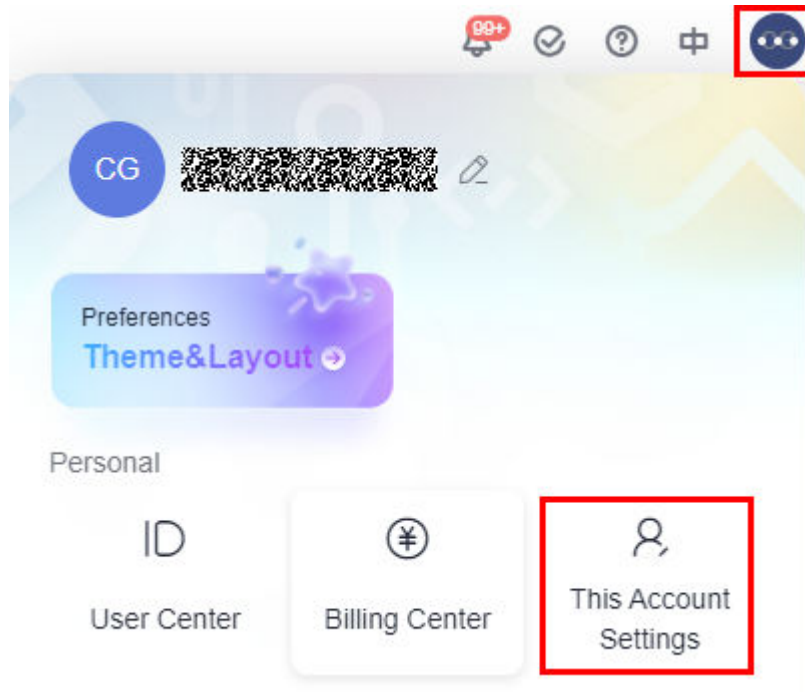 99+
中
CG
Preferences
Theme&Layout
Personal
ID
User Center
Billing Center
This Account
Settings